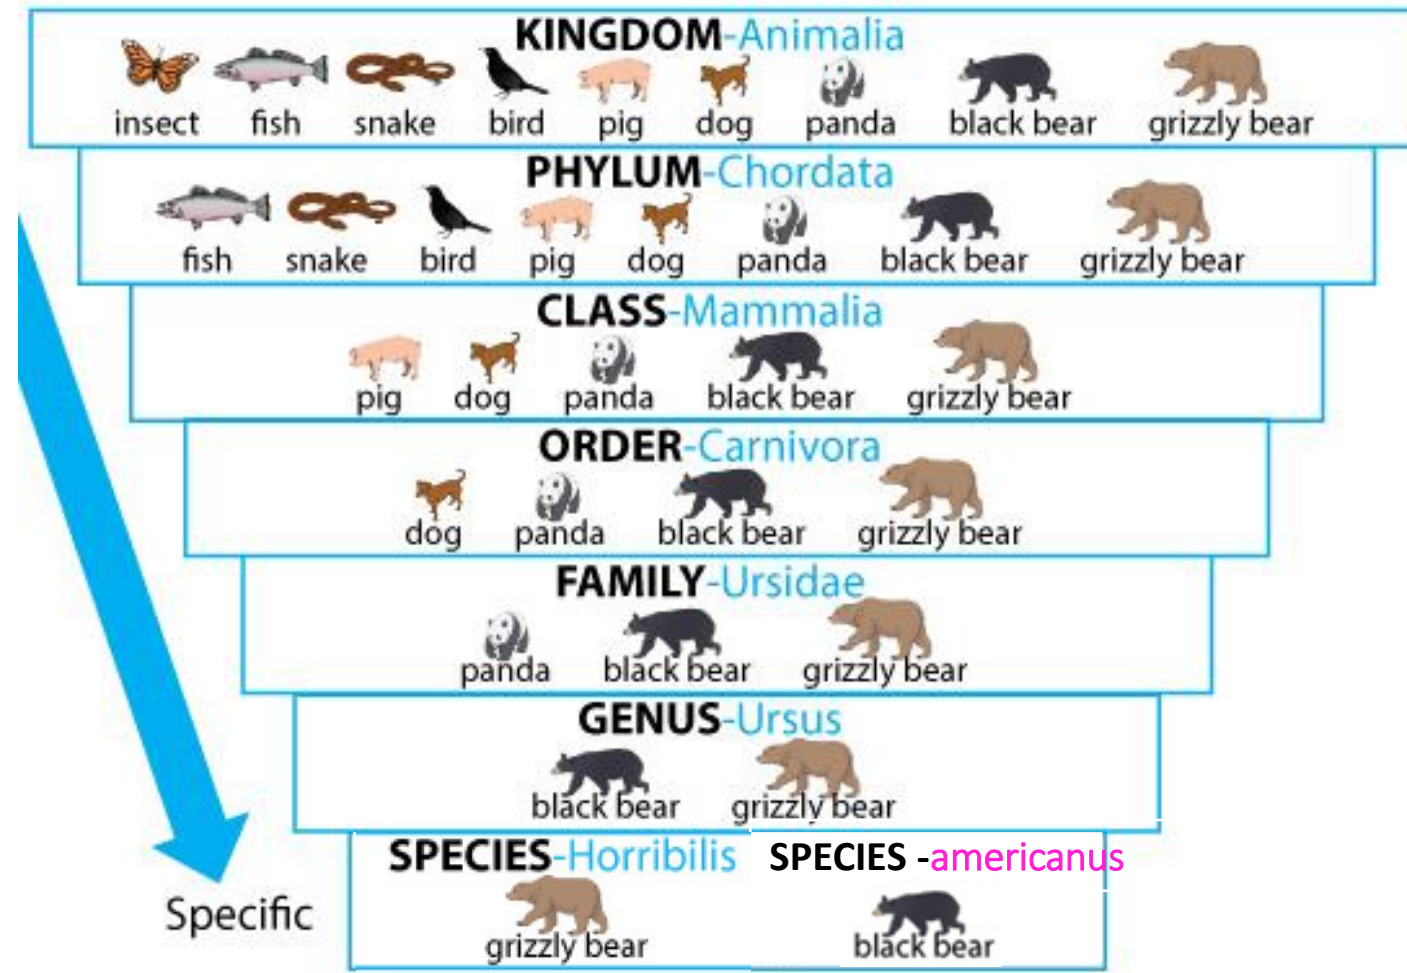 KINGDOM-Animalia
insect fish snake bird pig dog panda black bear grizzly bear
PHYLUM-Chordata
fish snake bird pig dog panda black bear grizzly bear
CLASS-Mammalia
pig dog panda black bear grizzly bear
ORDER-Carnivora
dog panda black bear grizzly bear
FAMILY-Ursidae
panda black bear grizzly bear
GENUS-Ursus
black bear grizzly bear
SPECIES-Horribilis SPECIES -americanus
Specific
grizzly bear black bear